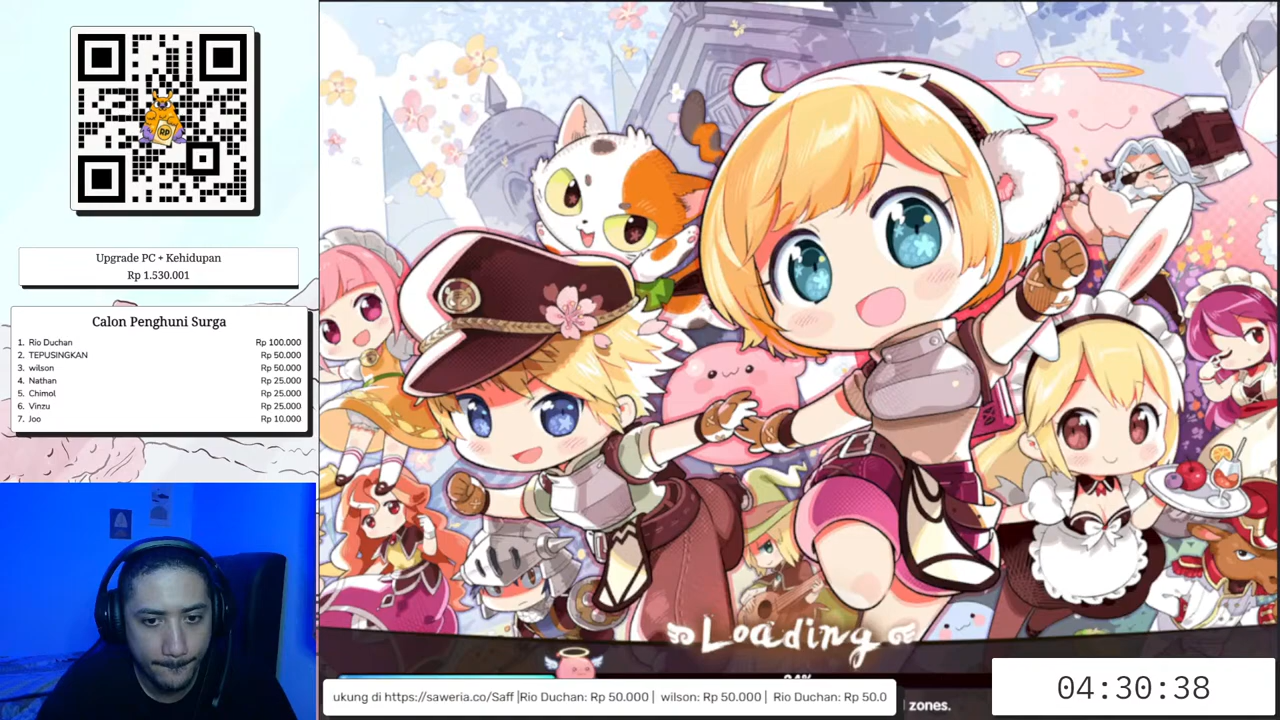 Upgrade PC + Kehidupan
Rp 1.530.001
Calon Penghuni Surga
1. Rio Duchan Rp 100.000
2. TEPUSINGKAN Rp 50.000
3. wilson Rp 50.000
4. Nathan Rp 25.000
5. Chimol Rp 25.000
6. Vinzu Rp 25.000
7. Joo Rp 10.000
Loading
ukung di https://saweria.co/Saff |Rio Duchan: Rp 50.000 | wilson: Rp 50.000 | Rio Duchan: Rp 50.0
zones.
04:30:38